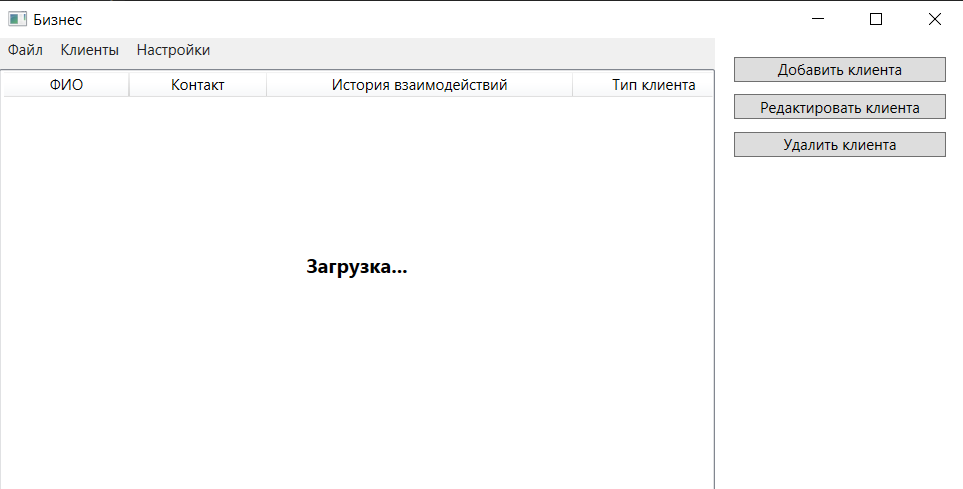 Бизнес
Файл Клиенты Настройки
ФИО Контакт История взаимодействий Тип клиента
Загрузка...
Добавить клиента
Редактировать клиента
Удалить клиента